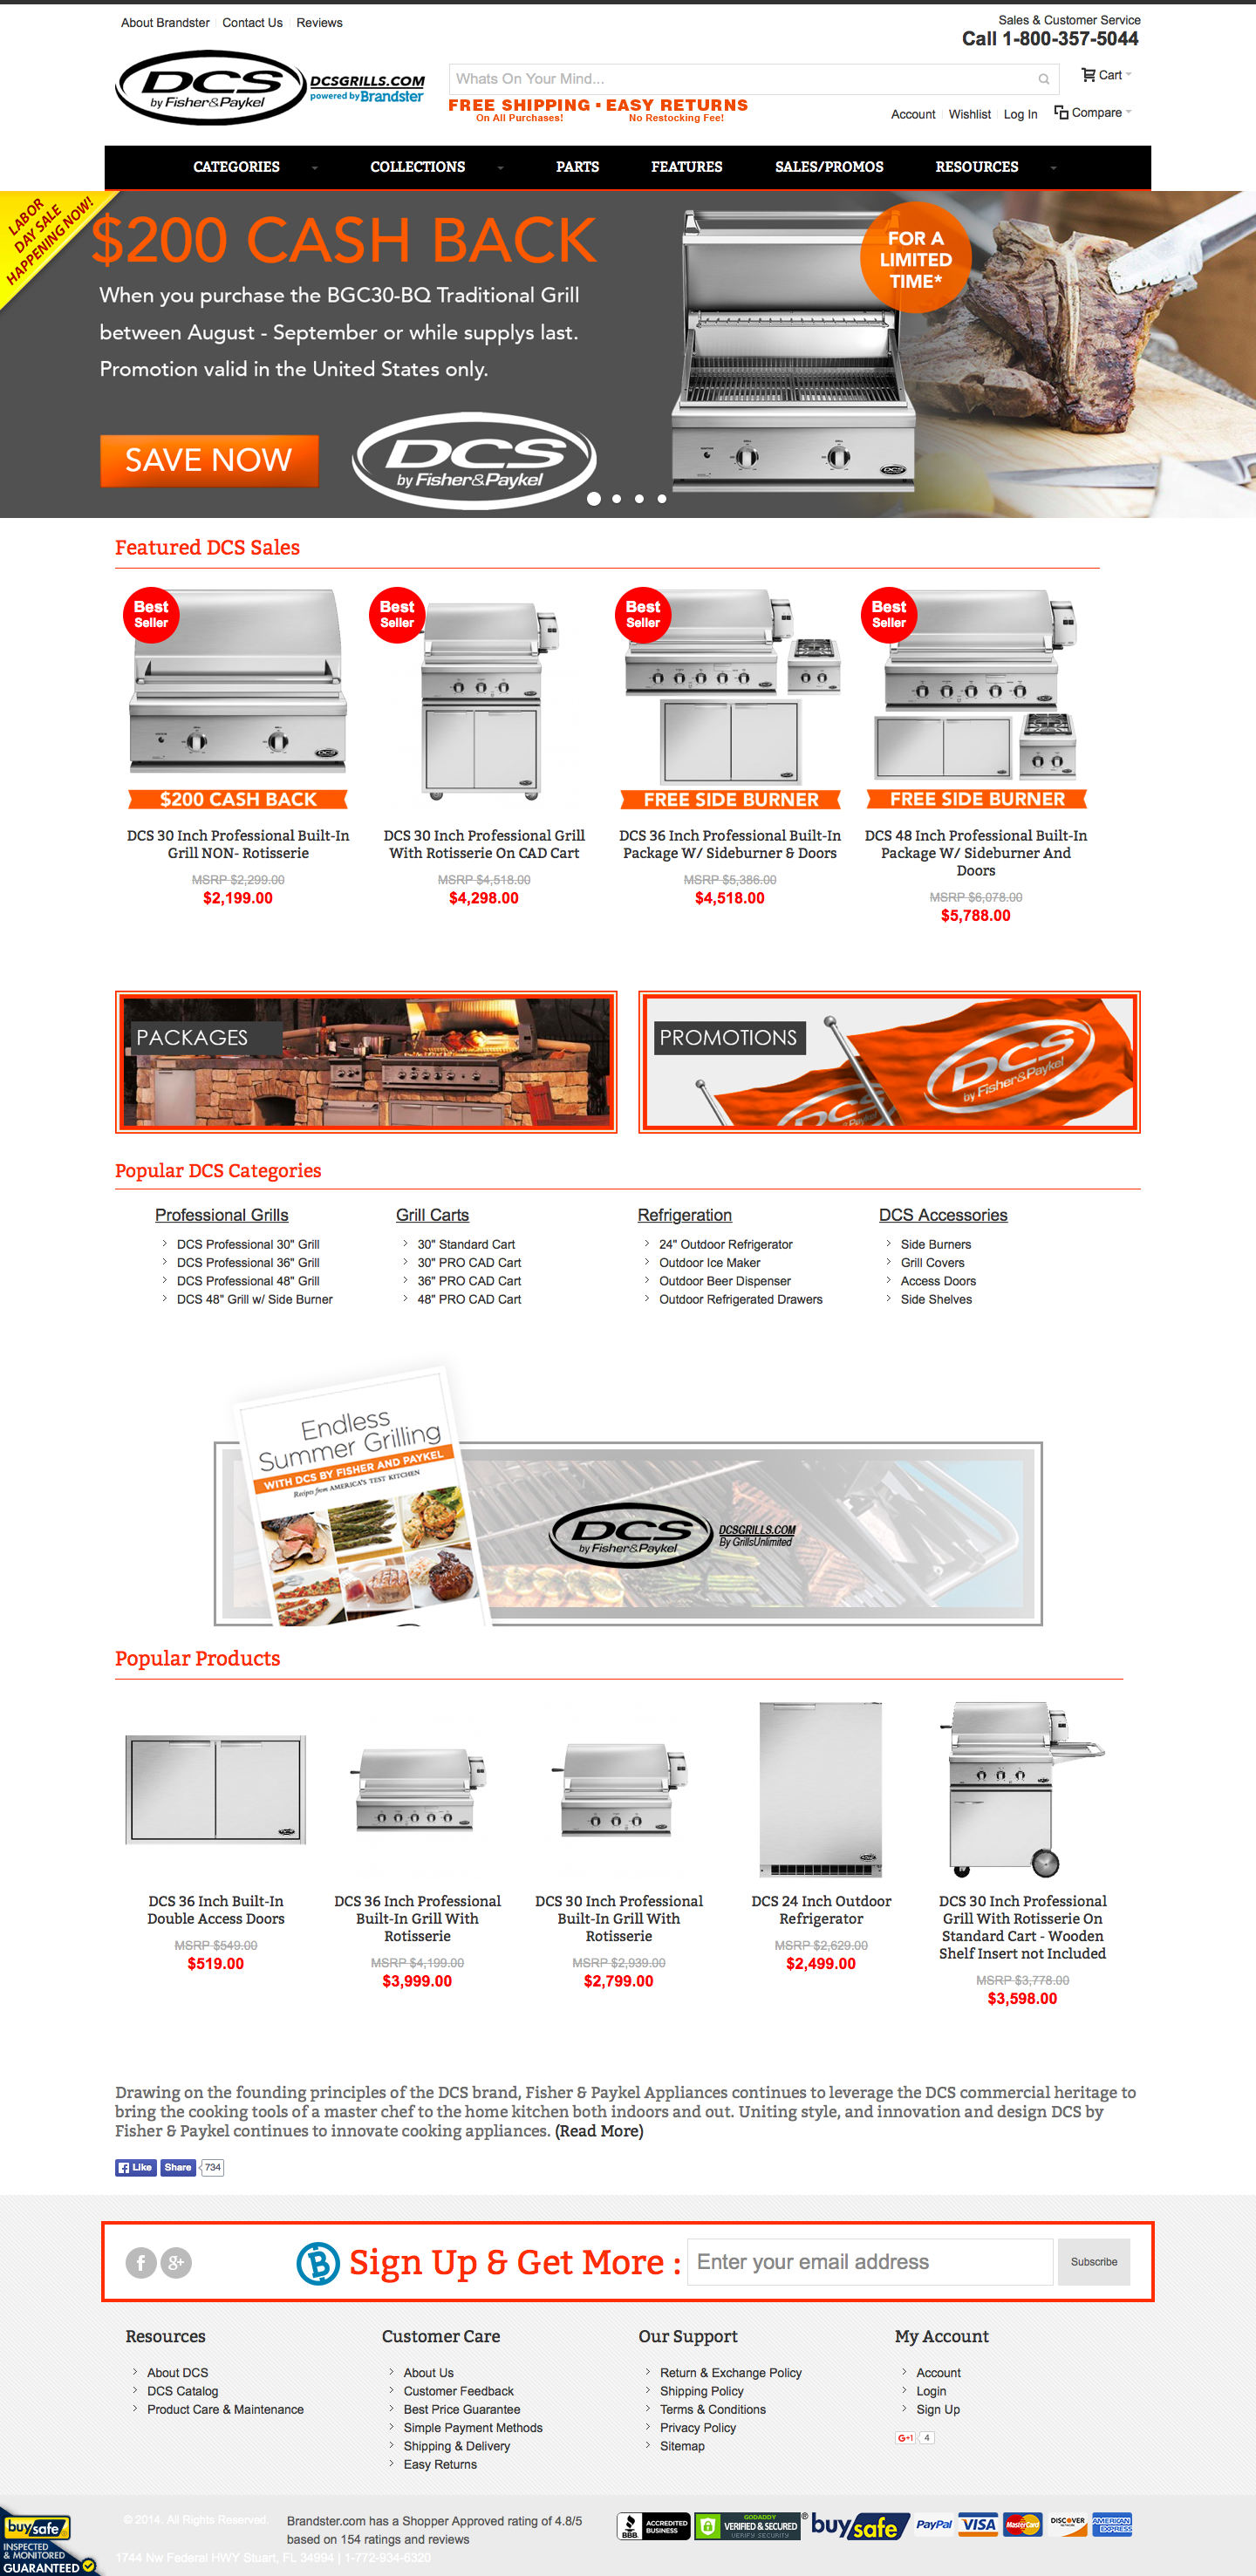 About Brandster
Contact Us
Reviews
Sales & Customer Service
Call 1-800-357-5044
DCS
by Fisher&Paykel
DCSGRILLS.COM
powered by Brandster
Whats On Your Mind...
Cart
FREE SHIPPING • EASY RETURNS
On All Purchases!
No Restocking Fee!
Account
Wishlist
Log In
Compare
CATEGORIES
COLLECTIONS
PARTS
FEATURES
SALES/PROMOS
RESOURCES
LABOR
DAY SALE
HAPPENING NOW!
$200 CASH BACK
When you purchase the BGC30-BQ Traditional Grill
between August - September or while supplys last.
Promotion valid in the United States only.
FOR A
LIMITED
TIME*
SAVE NOW
DCS
by Fisher&Paykel
Featured DCS Sales
Best
Seller
Best
Seller
Best
Seller
Best
Seller
$200 CASH BACK
FREE SIDE BURNER
FREE SIDE BURNER
DCS 30 Inch Professional Built-In
Grill NON- Rotisserie
MSRP $2,299.00
$2,199.00
DCS 30 Inch Professional Grill
With Rotisserie On CAD Cart
MSRP $4,518.00
$4,298.00
DCS 36 Inch Professional Built-In
Package W/ Sideburner & Doors
MSRP $5,386.00
$4,518.00
DCS 48 Inch Professional Built-In
Package W/ Sideburner And
Doors
MSRP $6,078.00
$5,788.00
PACKAGES
PROMOTIONS
DCS
by Fisher&Paykel
DCS
Popular DCS Categories
Professional Grills
DCS Professional 30" Grill
DCS Professional 36" Grill
DCS Professional 48" Grill
DCS 48" Grill w/ Side Burner
Grill Carts
30" Standard Cart
30" PRO CAD Cart
36" PRO CAD Cart
48" PRO CAD Cart
Refrigeration
24" Outdoor Refrigerator
Outdoor Ice Maker
Outdoor Beer Dispenser
Outdoor Refrigerated Drawers
DCS Accessories
Side Burners
Grill Covers
Access Doors
Side Shelves
Endless
Summer Grilling
WITH DCS BY FISHER AND PAYKEL
Recipes from AMERICA'S TEST KITCHEN
DCS
by Fisher&Paykel
DCSGRILLS.COM
By GrillsUnlimited
Popular Products
DCS 36 Inch Built-In
Double Access Doors
MSRP $549.00
$519.00
DCS 36 Inch Professional
Built-In Grill With
Rotisserie
MSRP $4,199.00
$3,999.00
DCS 30 Inch Professional
Built-In Grill With
Rotisserie
MSRP $2,939.00
$2,799.00
DCS 24 Inch Outdoor
Refrigerator
MSRP $2,629.00
$2,499.00
DCS 30 Inch Professional
Grill With Rotisserie On
Standard Cart - Wooden
Shelf Insert not Included
MSRP $3,778.00
$3,598.00
Drawing on the founding principles of the DCS brand, Fisher & Paykel Appliances continues to leverage the DCS commercial heritage to
bring the cooking tools of a master chef to the home kitchen both indoors and out. Uniting style, and innovation and design DCS by
Fisher & Paykel continues to innovate cooking appliances. (Read More)
Like
Share
734
Sign Up & Get More :
Enter your email address
Subscribe
Resources
About DCS
DCS Catalog
Product Care & Maintenance
Customer Care
About Us
Customer Feedback
Best Price Guarantee
Simple Payment Methods
Shipping & Delivery
Easy Returns
Our Support
Return & Exchange Policy
Shipping Policy
Terms & Conditions
Privacy Policy
Sitemap
My Account
Account
Login
Sign Up
G+1
4
buySafe
INSPECTED
& MONITORED
GUARANTEED
© 2014. All Rights Reserved.
Brandster.com has a Shopper Approved rating of 4.8/5
based on 154 ratings and reviews
BBB.
ACCREDITED
BUSINESS
GODADDY
VERIFIED & SECURED
VERIFY SECURITY
buySafe
PayPal
VISA
MasterCard
DISCOVER
AMERICAN
EXPRESS
1744 Nw Federal HWY Stuart, FL 34994 | 1-772-934-6320